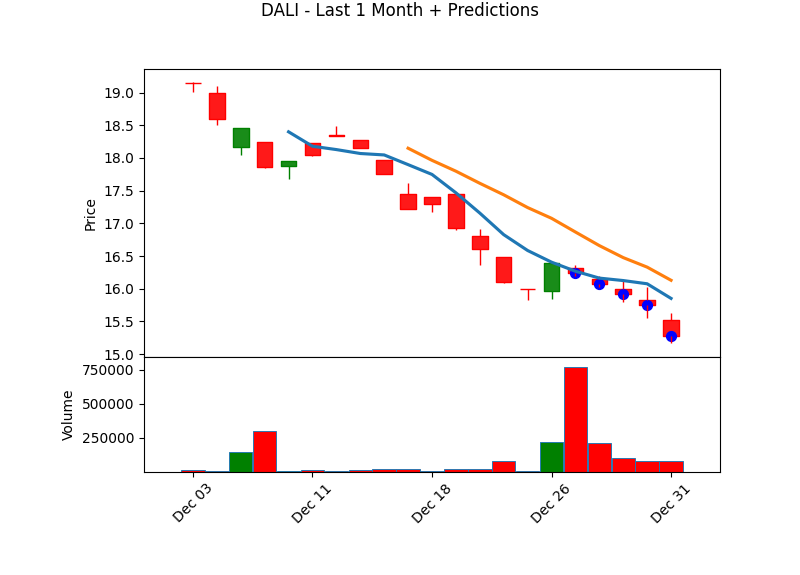 DALI - Last 1 Month + Predictions
19.0
18.5
18.0
17.5
17.0
16.5
16.0
15.5
15.0
Price
750000
500000
250000
Volume
Dec 03
Dec 11
Dec 18
Dec 26
Dec 31